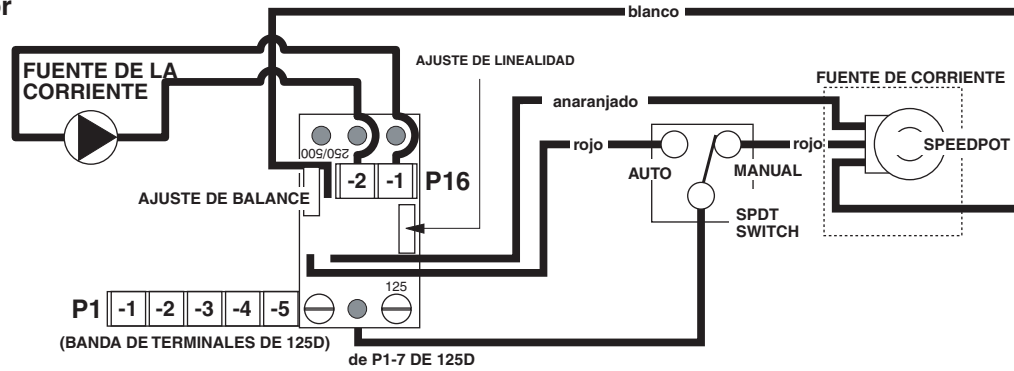 or
blanco
FUENTE DE LA
CORRIENTE
AJUSTE DE LINEALIDAD
FUENTE DE CORRIENTE
anaranjado
250/500
rojo
rojo
SPEEDPOT
AUTO
MANUAL
-2
-1
P16
AJUSTE DE BALANCE
SPDT
SWITCH
125
P1
-1
-2
-3
-4
-5
(BANDA DE TERMINALES DE 125D)
de P1-7 DE 125D